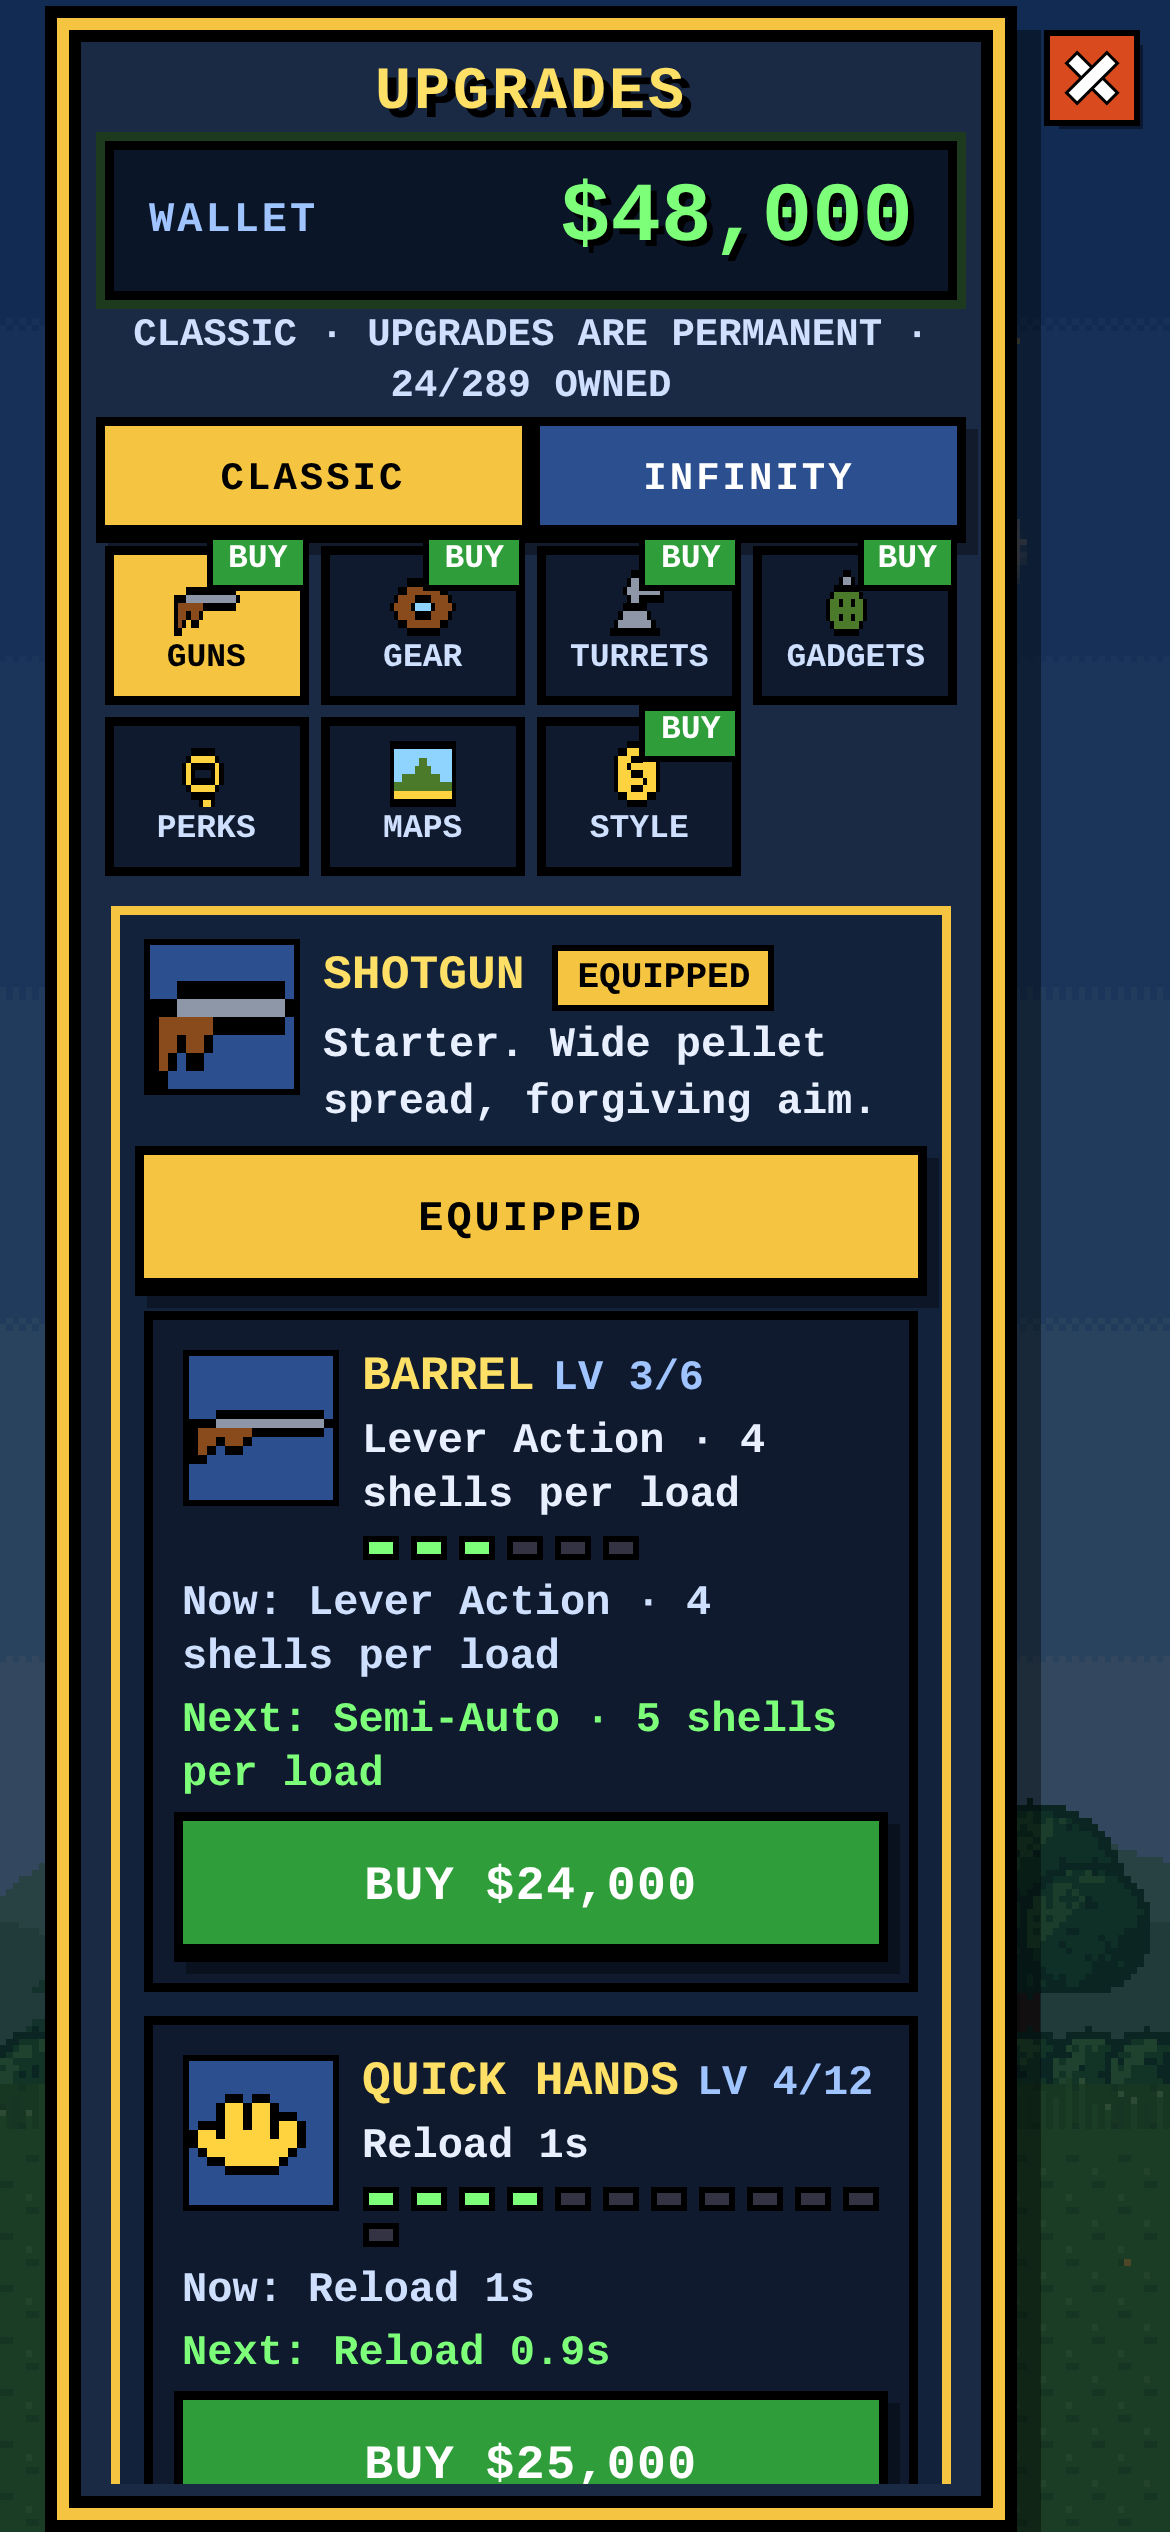 UPGRADES
WALLET $48,000
CLASSIC · UPGRADES ARE PERMANENT ·
24/289 OWNED
CLASSIC INFINITY
BUY BUY BUY BUY
GUNS GEAR TURRETS GADGETS
BUY
PERKS MAPS STYLE
SHOTGUN EQUIPPED
Starter. Wide pellet
spread, forgiving aim.
EQUIPPED
BARREL LV 3/6
Lever Action · 4
shells per load
Now: Lever Action · 4
shells per load
Next: Semi-Auto · 5 shells
per load
BUY $24,000
QUICK HANDS LV 4/12
Reload 1s
Now: Reload 1s
Next: Reload 0.9s
BUY $25,000